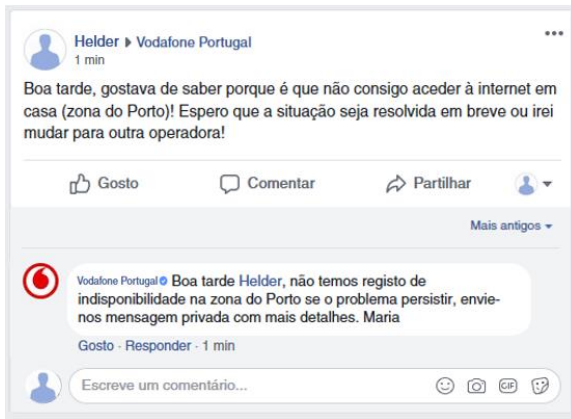 Helder ▸ Vodafone Portugal
1 min
Boa tarde, gostava de saber porque é que não consigo aceder à internet em
casa (zona do Porto)! Espero que a situação seja resolvida em breve ou irei
mudar para outra operadora!
Gosto Comentar Partilhar
Mais antigos
Vodafone Portugal Boa tarde Helder, não temos registo de
indisponibilidade na zona do Porto se o problema persistir, envie-
nos mensagem privada com mais detalhes. Maria
Gosto · Responder · 1 min
Escreve um comentário... GIF